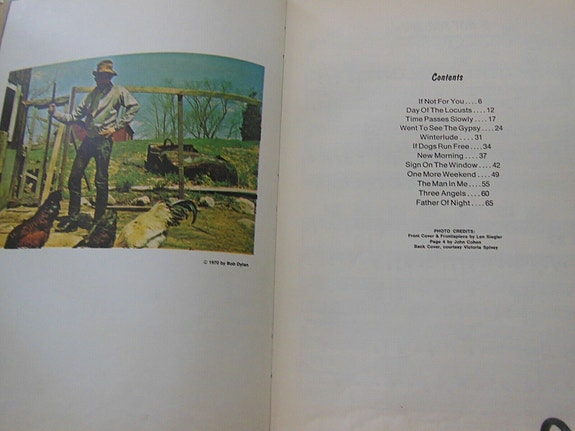 © 1970 by Bob Dylan
Contents
If Not For You .... 6
Day Of The Locusts .... 12
Time Passes Slowly .... 17
Went To See The Gypsy .... 24
Winterlude .... 31
If Dogs Run Free .... 34
New Morning .... 37
Sign On The Window .... 42
One More Weekend .... 49
The Man In Me .... 55
Three Angels .... 60
Father Of Night .... 65
PHOTO CREDITS:
Front Cover & Frontispiece by Len Siegler
Page 4 by John Cohen
Back Cover, courtesy Victoria Spivey